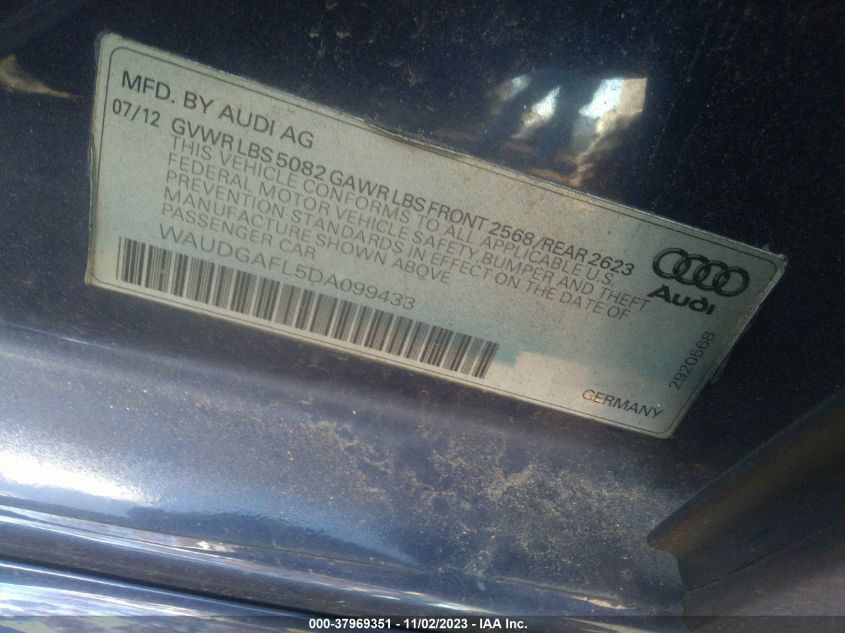 MFD. BY AUDI AG
07/12 GVWR LBS 5082 GAWR LBS FRONT 2568 /REAR 2623
THIS VEHICLE CONFORMS TO ALL APPLICABLE U.S.
FEDERAL MOTOR VEHICLE SAFETY, BUMPER AND THEFT
PREVENTION STANDARDS IN EFFECT ON THE DATE OF
MANUFACTURE SHOWN ABOVE
PASSENGER CAR
WAUDGAFL5DA099433
Audi
2920568
GERMANY
000-37969351 - 11/02/2023 - IAA Inc.